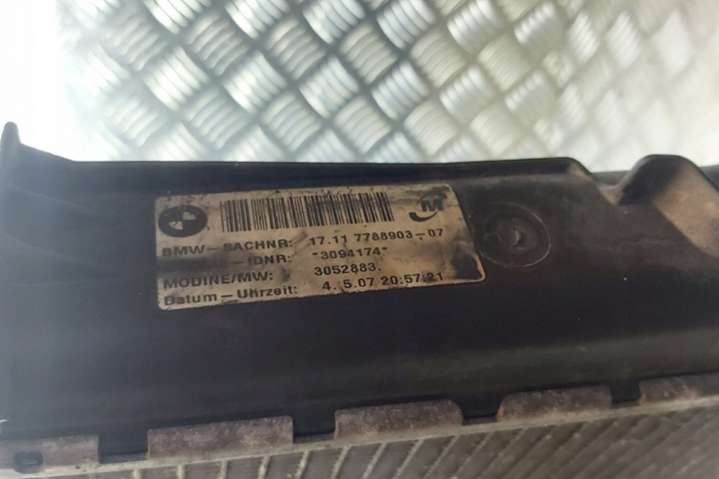 M
BMW-SACHNR: 17.11 7788903-07
-IDNR: *3094174*
MODINE/MW: 3052883.
Datum-Uhrzeit: 4. 5.07 20:57:21